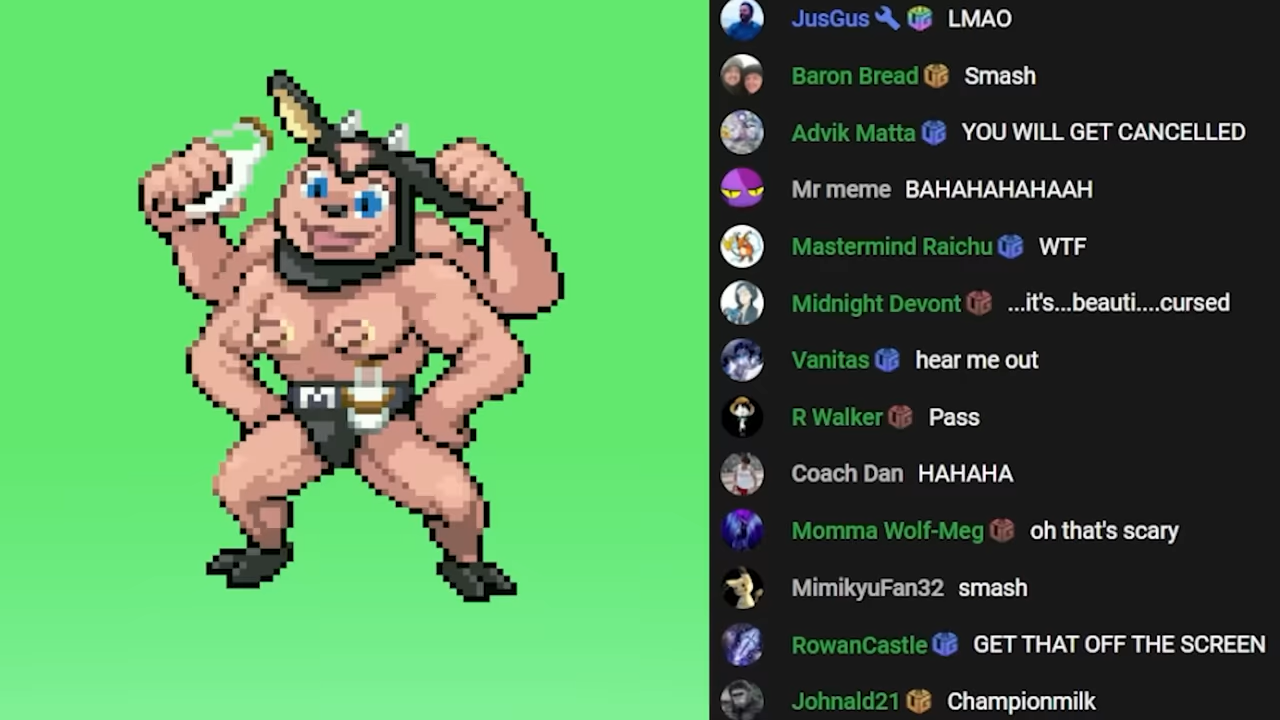 M
JusGus LMAO
Baron Bread Smash
Advik Matta YOU WILL GET CANCELLED
Mr meme BAHAHAHAHAAH
Mastermind Raichu WTF
Midnight Devont ...it's...beauti....cursed
Vanitas hear me out
R Walker Pass
Coach Dan HAHAHA
Momma Wolf-Meg oh that's scary
MimikyuFan32 smash
RowanCastle GET THAT OFF THE SCREEN
Johnald21 Championmilk